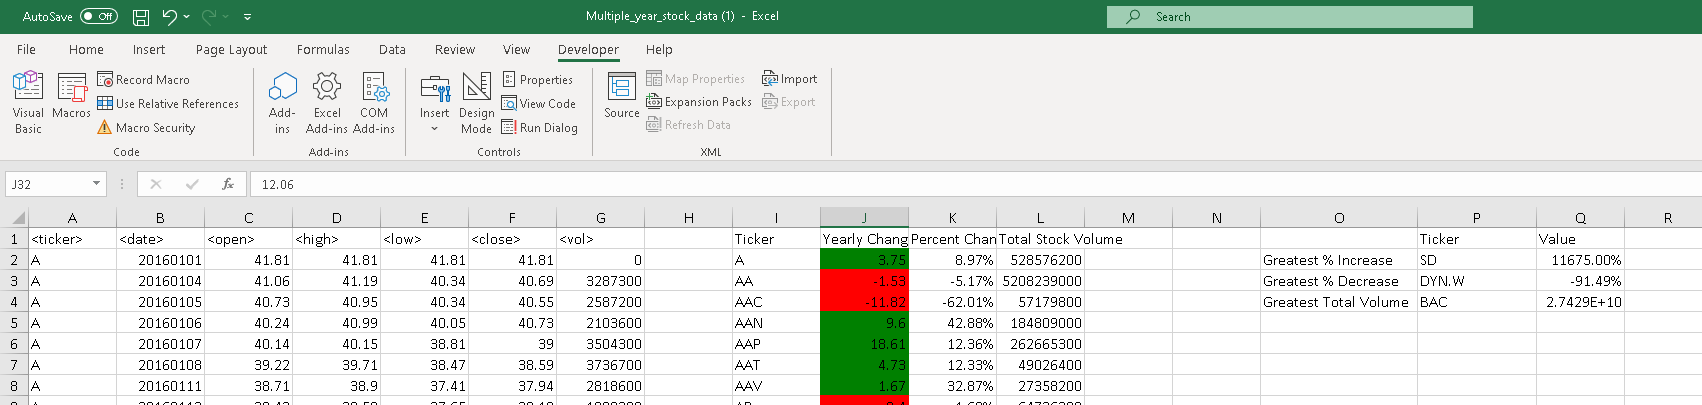 AutoSave Off Multiple_year_stock_data (1) - Excel Search
File Home Insert Page Layout Formulas Data Review View Developer Help
Visual Basic
Macros
Record Macro
Use Relative References
Macro Security
Code
Add-ins
Excel Add-ins
COM Add-ins
Add-ins
Insert
Design Mode
Properties
View Code
Run Dialog
Controls
Source
Map Properties
Expansion Packs
Refresh Data
Import
Export
XML
J32 fx 12.06
A B C D E F G H I J K L M N O P Q R
1 <ticker> <date> <open> <high> <low> <close> <vol> Ticker Yearly Chang Percent Chan Total Stock Volume Ticker Value
2 A 20160101 41.81 41.81 41.81 41.81 0 A 3.75 8.97% 528576200 Greatest % Increase SD 11675.00%
3 A 20160104 41.06 41.19 40.34 40.69 3287300 AA -1.53 -5.17% 5208239000 Greatest % Decrease DYN.W -91.49%
4 A 20160105 40.73 40.95 40.34 40.55 2587200 AAC -11.82 -62.01% 57179800 Greatest Total Volume BAC 2.7429E+10
5 A 20160106 40.24 40.99 40.05 40.73 2103600 AAN 9.6 42.88% 184809000
6 A 20160107 40.14 40.15 38.81 39 3504300 AAP 18.61 12.36% 262665300
7 A 20160108 39.22 39.71 38.47 38.59 3736700 AAT 4.73 12.33% 49026400
8 A 20160111 38.71 38.9 37.41 37.94 2818600 AAV 1.67 32.87% 27358200